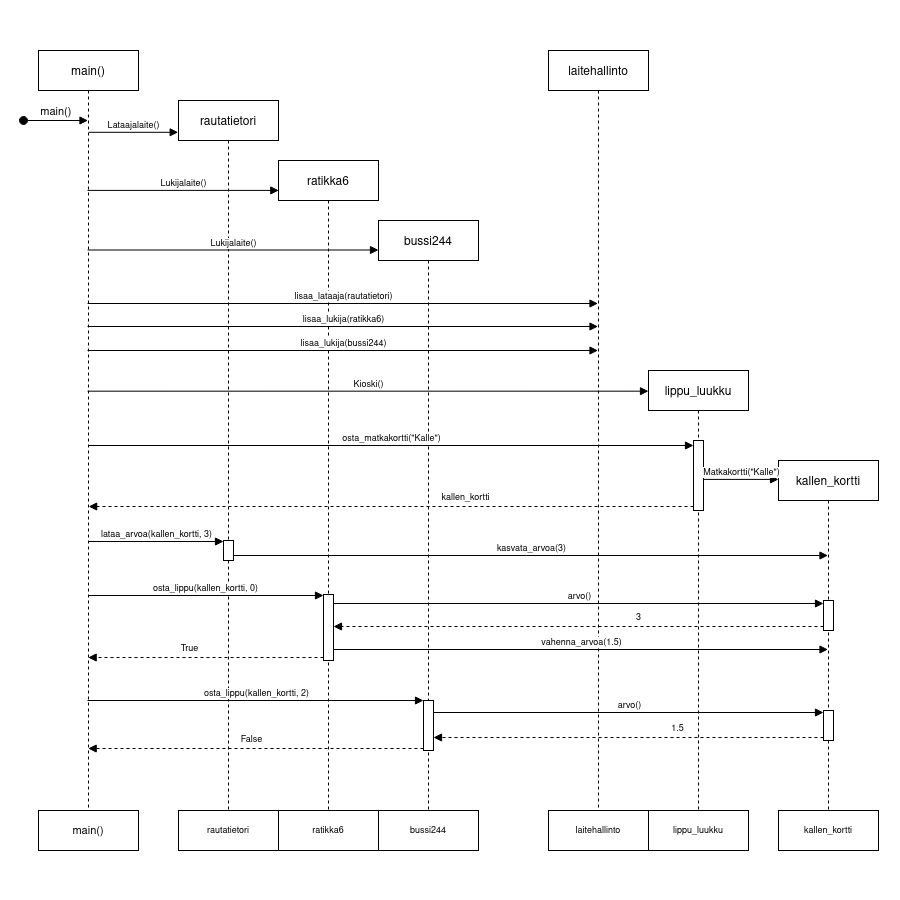 main()
laitehallinto
main()
rautatietori
Lataajalaite()
ratikka6
Lukijalaite()
bussi244
Lukijalaite()
lisaa_lataaja(rautatietori)
lisaa_lukija(ratikka6)
lisaa_lukija(bussi244)
Kioski()
lippu_luukku
osta_matkakortti("Kalle")
Matkakortti("Kalle")
kallen_kortti
kallen_kortti
lataa_arvoa(kallen_kortti, 3)
kasvata_arvoa(3)
osta_lippu(kallen_kortti, 0)
arvo()
3
vahenna_arvoa(1.5)
True
osta_lippu(kallen_kortti, 2)
arvo()
1.5
False
main()
rautatietori
ratikka6
bussi244
laitehallinto
lippu_luukku
kallen_kortti